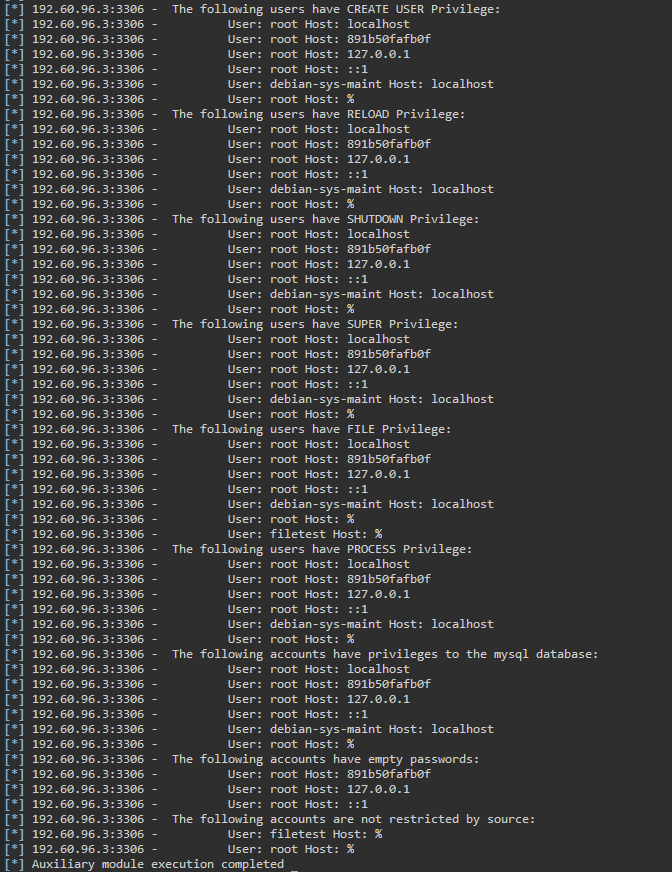 [*] 192.60.96.3:3306 -  The following users have CREATE USER Privilege:
[*] 192.60.96.3:3306 -          User: root Host: localhost
[*] 192.60.96.3:3306 -          User: root Host: 891b50fafb0f
[*] 192.60.96.3:3306 -          User: root Host: 127.0.0.1
[*] 192.60.96.3:3306 -          User: root Host: ::1
[*] 192.60.96.3:3306 -          User: debian-sys-maint Host: localhost
[*] 192.60.96.3:3306 -          User: root Host: %
[*] 192.60.96.3:3306 -  The following users have RELOAD Privilege:
[*] 192.60.96.3:3306 -          User: root Host: localhost
[*] 192.60.96.3:3306 -          User: root Host: 891b50fafb0f
[*] 192.60.96.3:3306 -          User: root Host: 127.0.0.1
[*] 192.60.96.3:3306 -          User: root Host: ::1
[*] 192.60.96.3:3306 -          User: debian-sys-maint Host: localhost
[*] 192.60.96.3:3306 -          User: root Host: %
[*] 192.60.96.3:3306 -  The following users have SHUTDOWN Privilege:
[*] 192.60.96.3:3306 -          User: root Host: localhost
[*] 192.60.96.3:3306 -          User: root Host: 891b50fafb0f
[*] 192.60.96.3:3306 -          User: root Host: 127.0.0.1
[*] 192.60.96.3:3306 -          User: root Host: ::1
[*] 192.60.96.3:3306 -          User: debian-sys-maint Host: localhost
[*] 192.60.96.3:3306 -          User: root Host: %
[*] 192.60.96.3:3306 -  The following users have SUPER Privilege:
[*] 192.60.96.3:3306 -          User: root Host: localhost
[*] 192.60.96.3:3306 -          User: root Host: 891b50fafb0f
[*] 192.60.96.3:3306 -          User: root Host: 127.0.0.1
[*] 192.60.96.3:3306 -          User: root Host: ::1
[*] 192.60.96.3:3306 -          User: debian-sys-maint Host: localhost
[*] 192.60.96.3:3306 -          User: root Host: %
[*] 192.60.96.3:3306 -  The following users have FILE Privilege:
[*] 192.60.96.3:3306 -          User: root Host: localhost
[*] 192.60.96.3:3306 -          User: root Host: 891b50fafb0f
[*] 192.60.96.3:3306 -          User: root Host: 127.0.0.1
[*] 192.60.96.3:3306 -          User: root Host: ::1
[*] 192.60.96.3:3306 -          User: debian-sys-maint Host: localhost
[*] 192.60.96.3:3306 -          User: root Host: %
[*] 192.60.96.3:3306 -          User: filetest Host: %
[*] 192.60.96.3:3306 -  The following users have PROCESS Privilege:
[*] 192.60.96.3:3306 -          User: root Host: localhost
[*] 192.60.96.3:3306 -          User: root Host: 891b50fafb0f
[*] 192.60.96.3:3306 -          User: root Host: 127.0.0.1
[*] 192.60.96.3:3306 -          User: root Host: ::1
[*] 192.60.96.3:3306 -          User: debian-sys-maint Host: localhost
[*] 192.60.96.3:3306 -          User: root Host: %
[*] 192.60.96.3:3306 -  The following accounts have privileges to the mysql database:
[*] 192.60.96.3:3306 -          User: root Host: localhost
[*] 192.60.96.3:3306 -          User: root Host: 891b50fafb0f
[*] 192.60.96.3:3306 -          User: root Host: 127.0.0.1
[*] 192.60.96.3:3306 -          User: root Host: ::1
[*] 192.60.96.3:3306 -          User: debian-sys-maint Host: localhost
[*] 192.60.96.3:3306 -          User: root Host: %
[*] 192.60.96.3:3306 -  The following accounts have empty passwords:
[*] 192.60.96.3:3306 -          User: root Host: 891b50fafb0f
[*] 192.60.96.3:3306 -          User: root Host: 127.0.0.1
[*] 192.60.96.3:3306 -          User: root Host: ::1
[*] 192.60.96.3:3306 -  The following accounts are not restricted by source:
[*] 192.60.96.3:3306 -          User: filetest Host: %
[*] 192.60.96.3:3306 -          User: root Host: %
[*] Auxiliary module execution completed